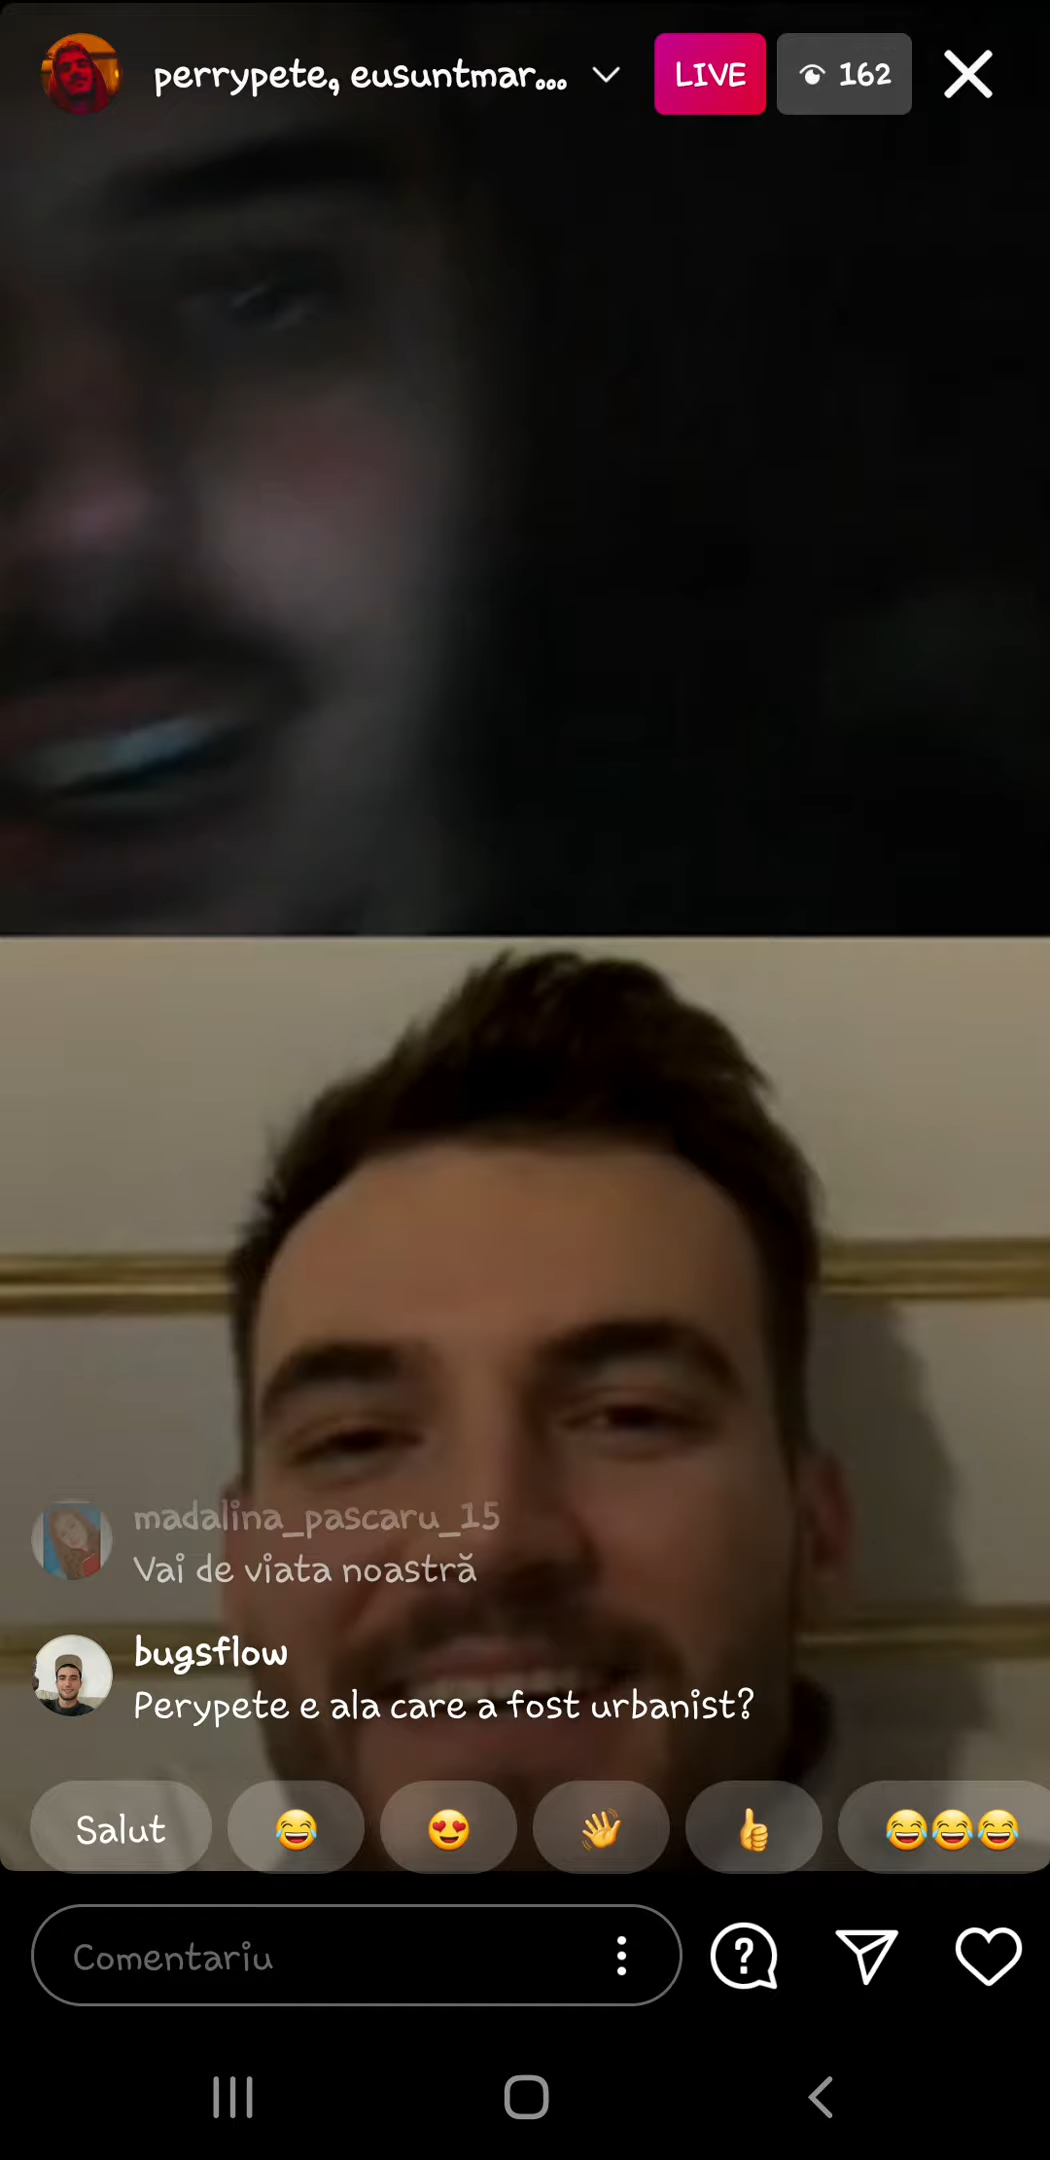 perrypete, eusuntmar...
LIVE
162
madalina_pascaru_15
Vai de viata noastră
bugsflow
Perypete e ala care a fost urbanist?
Salut
Comentariu